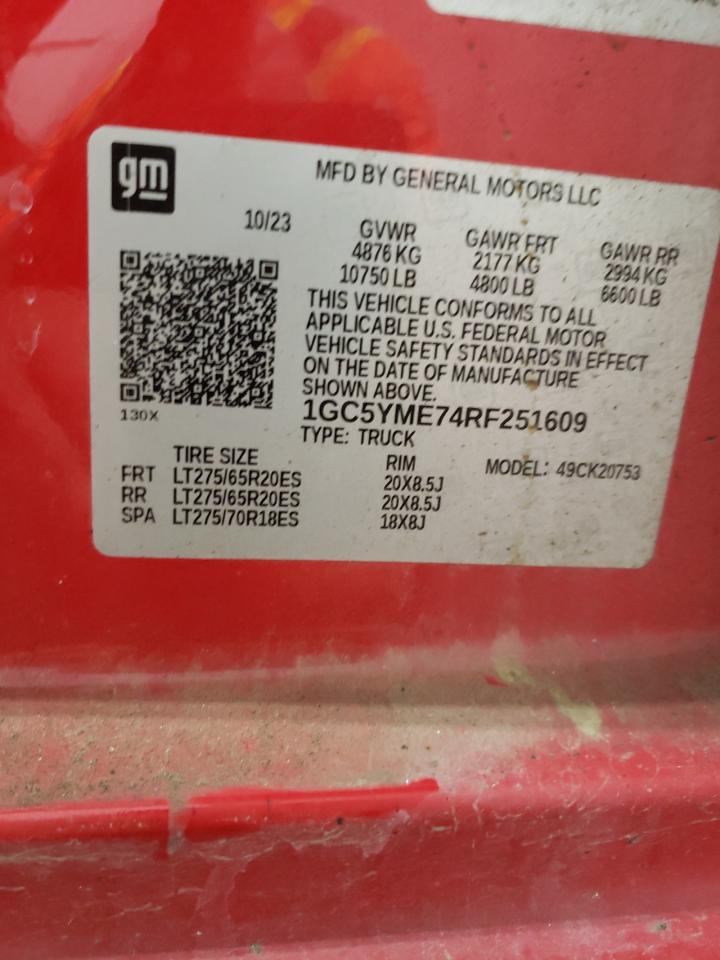 gm
MFD BY GENERAL MOTORS LLC
10/23
GVWR GAWR FRT GAWR RR
4876 KG 2177 KG 2994 KG
10750 LB 4800 LB 6600 LB
THIS VEHICLE CONFORMS TO ALL
APPLICABLE U.S. FEDERAL MOTOR
VEHICLE SAFETY STANDARDS IN EFFECT
ON THE DATE OF MANUFACTURE
SHOWN ABOVE.
130X
1GC5YME74RF251609
TYPE: TRUCK
TIRE SIZE RIM MODEL: 49CK20753
FRT LT275/65R20ES 20X8.5J
RR LT275/65R20ES 20X8.5J
SPA LT275/70R18ES 18X8J